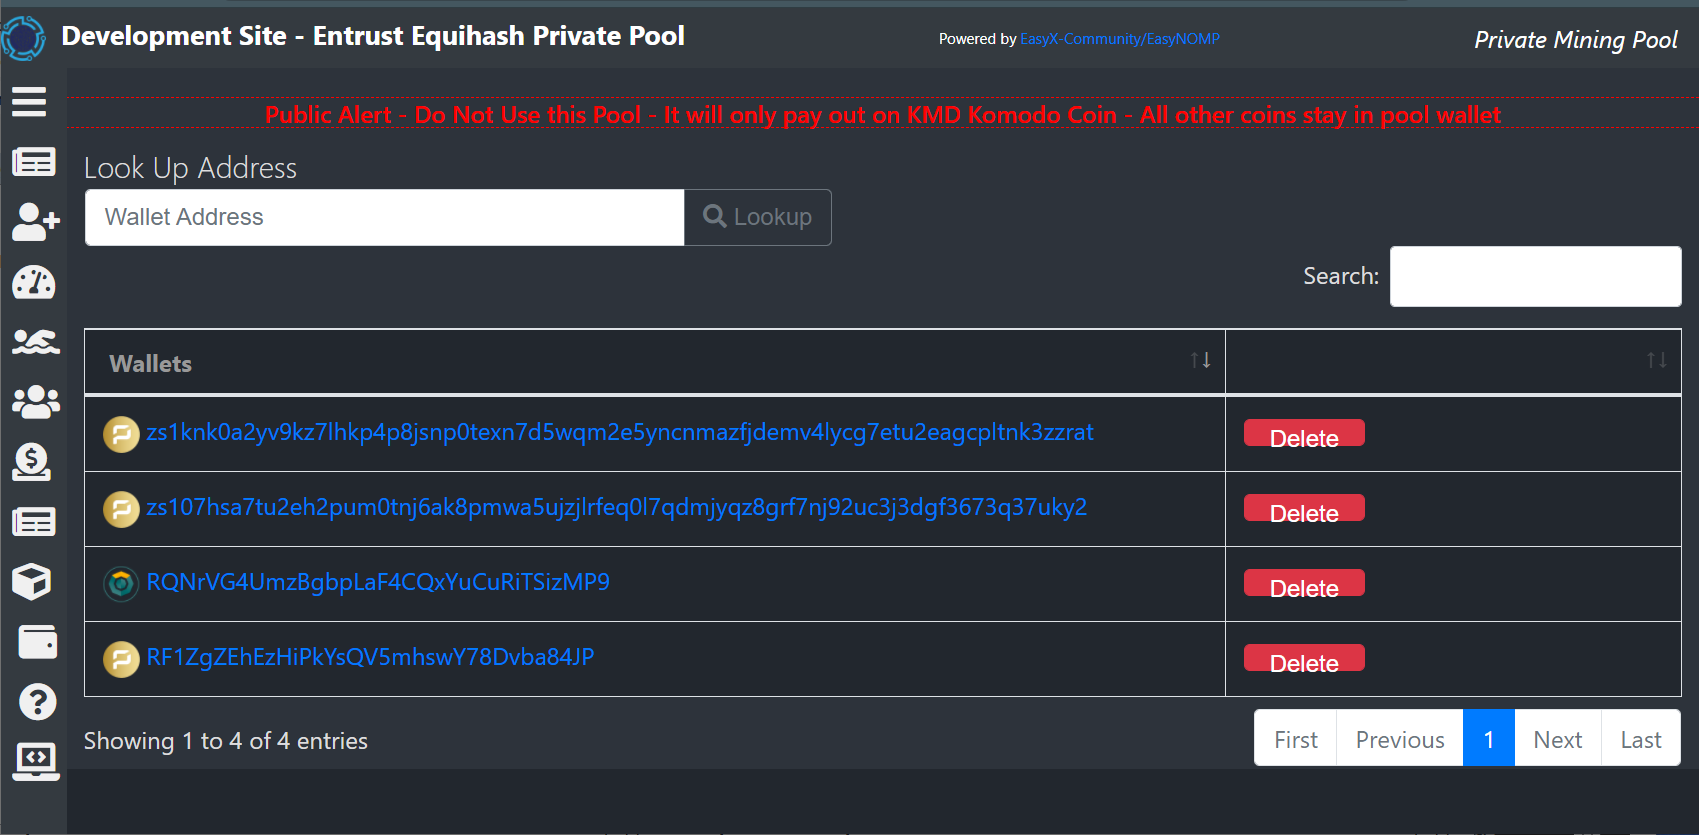 Development Site - Entrust Equihash Private Pool
Powered by EasyX-Community/EasyNOMP
Private Mining Pool
Public Alert - Do Not Use this Pool - It will only pay out on KMD Komodo Coin - All other coins stay in pool wallet
Look Up Address
Wallet Address
Lookup
Search:
Wallets
zs1knk0a2yv9kz7lhkp4p8jsnp0texn7d5wqm2e5yncnmazfjdemv4lycg7etu2eagcpltnk3zzrat Delete
zs107hsa7tu2eh2pum0tnj6ak8pmwa5ujzjlrfeq0l7qdmjyqz8grf7nj92uc3j3dgf3673q37uky2 Delete
RQNrVG4UmzBgbpLaF4CQxYuCuRiTSizMP9 Delete
RF1ZgZEhEzHiPkYsQV5mhswY78Dvba84JP Delete
Showing 1 to 4 of 4 entries
First Previous 1 Next Last